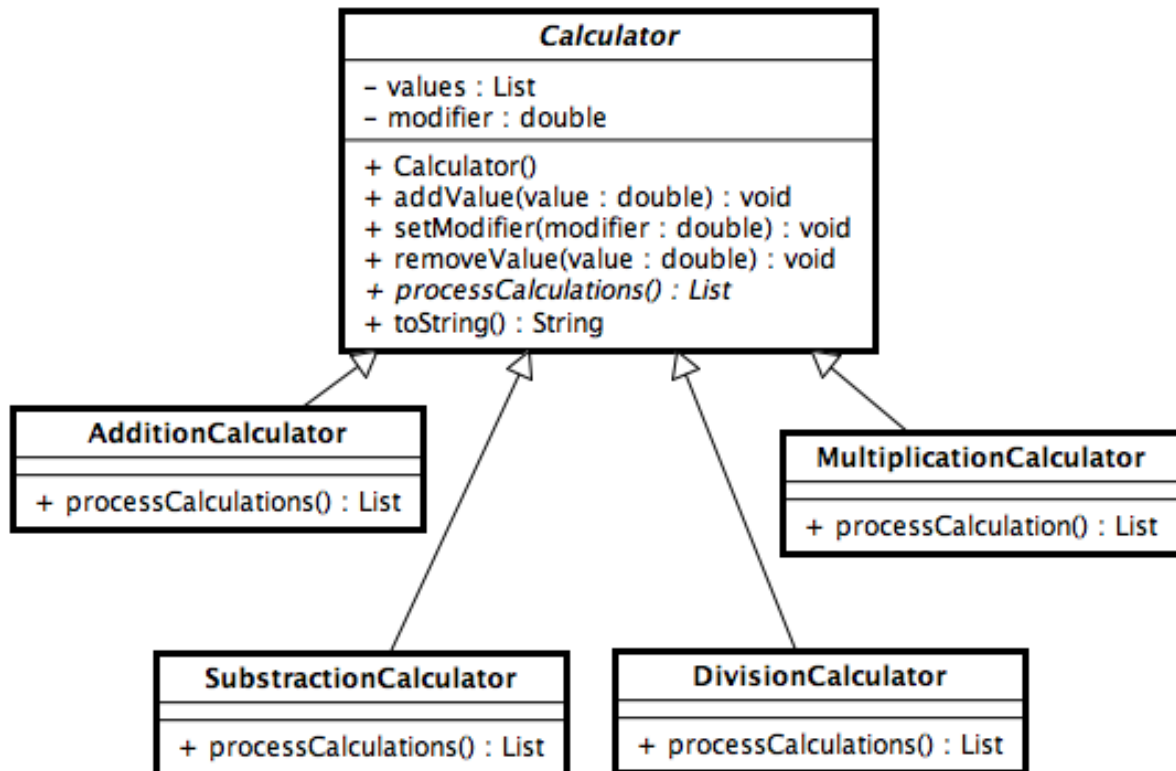 Calculator
– values : List
– modifier : double
+ Calculator()
+ addValue(value : double) : void
+ setModifier(modifier : double) : void
+ removeValue(value : double) : void
+ processCalculations() : List
+ toString() : String
AdditionCalculator
+ processCalculations() : List
MultiplicationCalculator
+ processCalculation() : List
SubstractionCalculator
+ processCalculations() : List
DivisionCalculator
+ processCalculations() : List